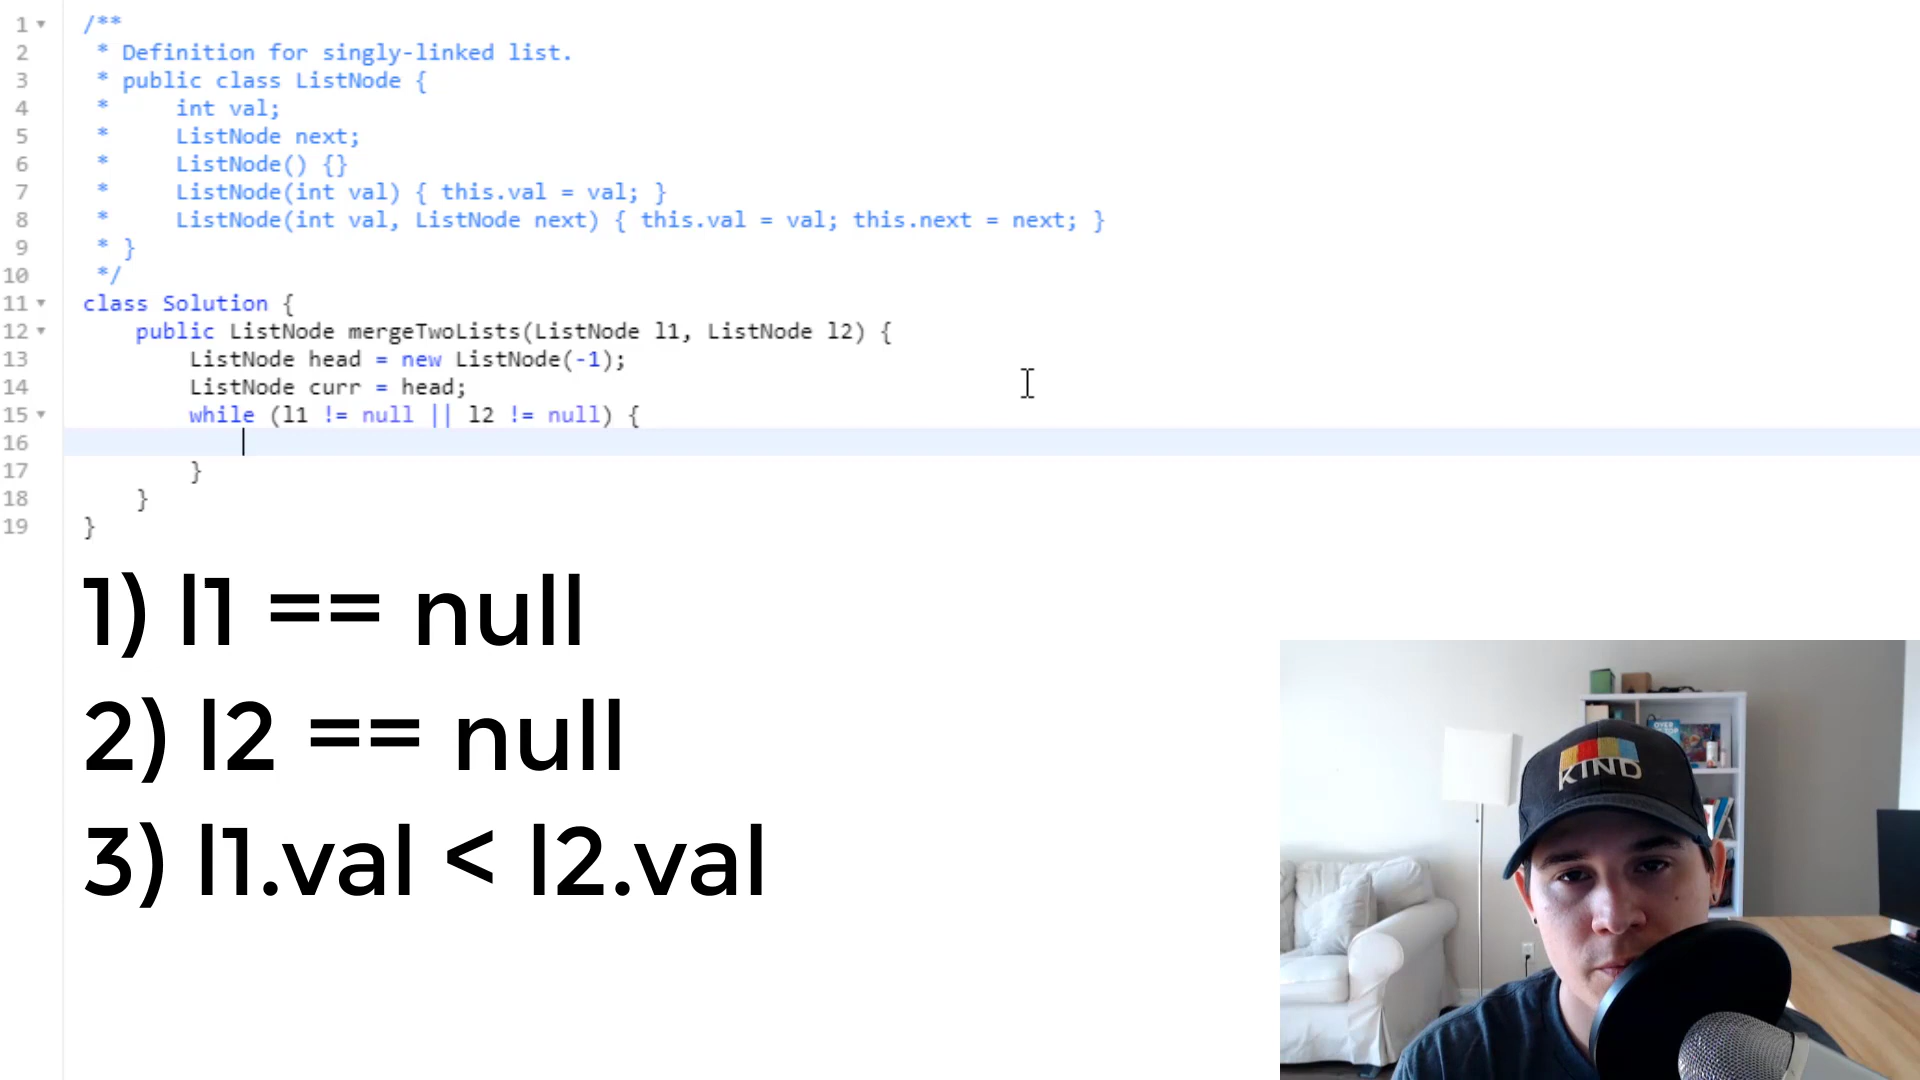 1 /**
2  * Definition for singly-linked list.
3  * public class ListNode {
4  *     int val;
5  *     ListNode next;
6  *     ListNode() {}
7  *     ListNode(int val) { this.val = val; }
8  *     ListNode(int val, ListNode next) { this.val = val; this.next = next; }
9  * }
10  */
11 class Solution {
12     public ListNode mergeTwoLists(ListNode l1, ListNode l2) {
13         ListNode head = new ListNode(-1);
14         ListNode curr = head;
15         while (l1 != null || l2 != null) {
16
17         }
18     }
19 }
1) l1 == null
2) l2 == null
3) l1.val < l2.val
KIND